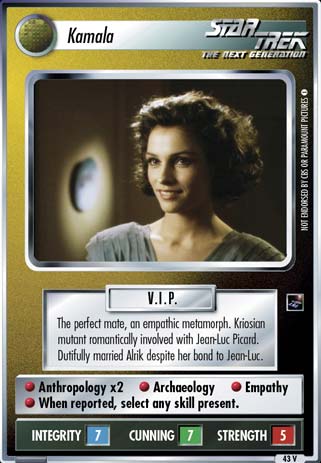 Kamala
STAR TREK
THE NEXT GENERATION
NOT ENDORSED BY CBS OR PARAMOUNT PICTURES
V.I.P.
The perfect mate, an empathic metamorph. Kriosian
mutant romantically involved with Jean-Luc Picard.
Dutifully married Alrik despite her bond to Jean-Luc.
Anthropology x2 Archaeology Empathy
When reported, select any skill present.
INTEGRITY 7 CUNNING 7 STRENGTH 5
43 V